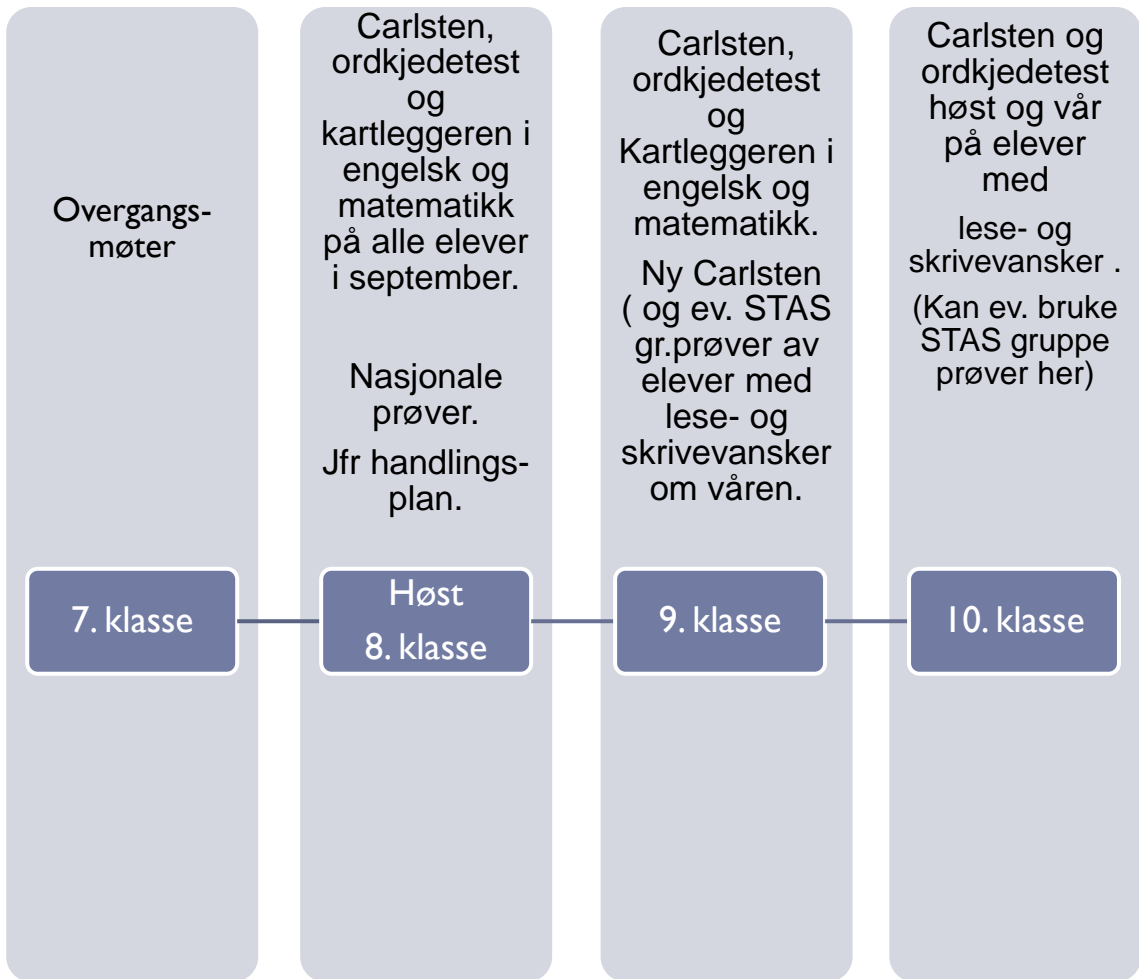 Overgangs-
møter
7. klasse
Carlsten,
ordkjedetest
og
kartleggeren i
engelsk og
matematikk
på alle elever
i september.
Nasjonale
prøver.
Jfr handlings-
plan.
Høst
8. klasse
Carlsten,
ordkjedetest
og
Kartleggeren i
engelsk og
matematikk.
Ny Carlsten
( og ev. STAS
gr.prøver av
elever med
lese- og
skrivevansker
om våren.
9. klasse
Carlsten og
ordkjedetest
høst og vår
på elever
med
lese- og
skrivevansker .
(Kan ev. bruke
STAS gruppe
prøver her)
10. klasse